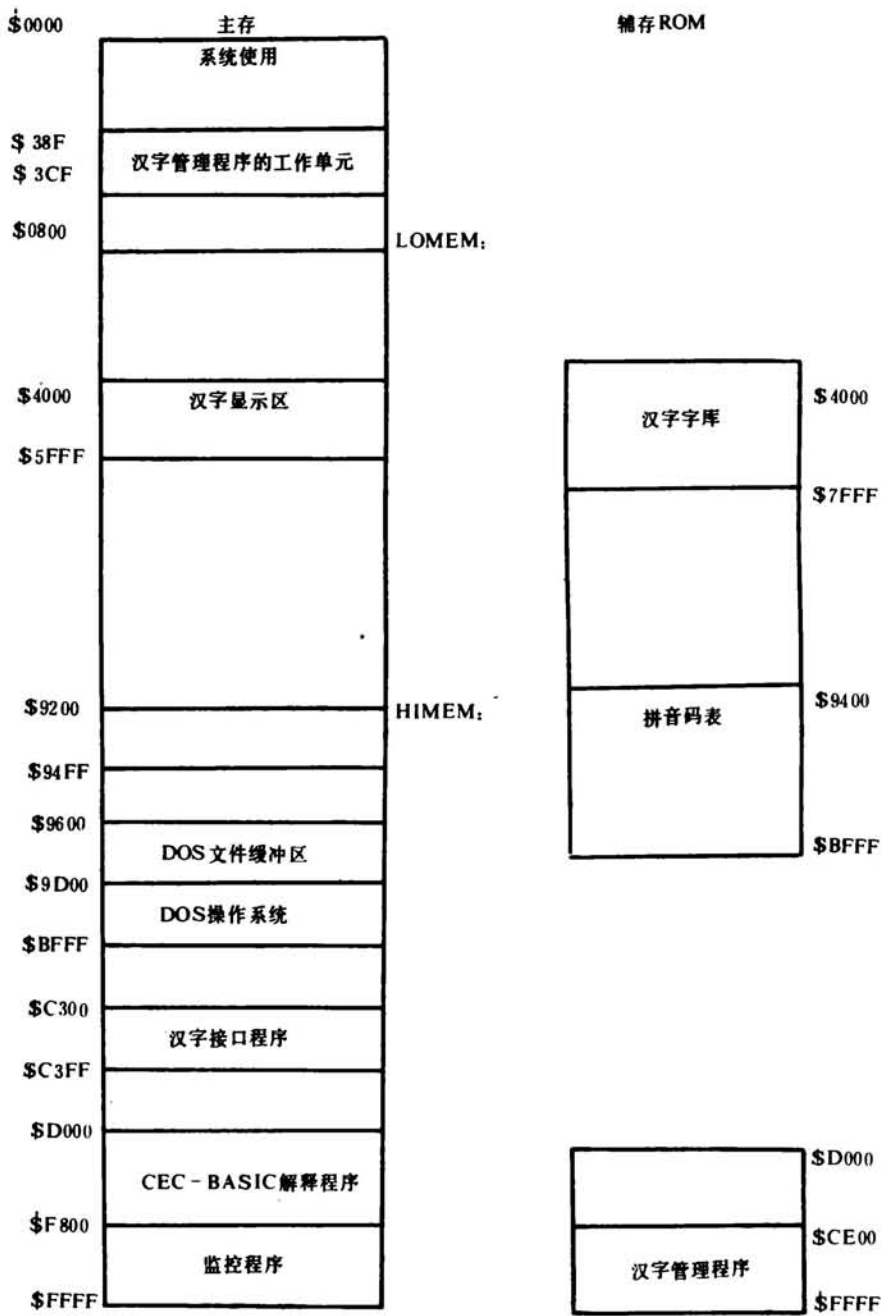 $0000
主存
辅存ROM
系统使用
$38F
汉字管理程序的工作单元
$3CF
$0800
LOMEM:
$4000
汉字显示区
$5FFF
汉字字库
$4000
$7FFF
$9200
HIMEM:
拼音码表
$9400
$94FF
$9600
DOS文件缓冲区
$9D00
DOS操作系统
$BFFF
$BFFF
$C300
汉字接口程序
$C3FF
$D000
CEC-BASIC解释程序
$F800
监控程序
$FFFF
$D000
$CE00
汉字管理程序
$FFFF